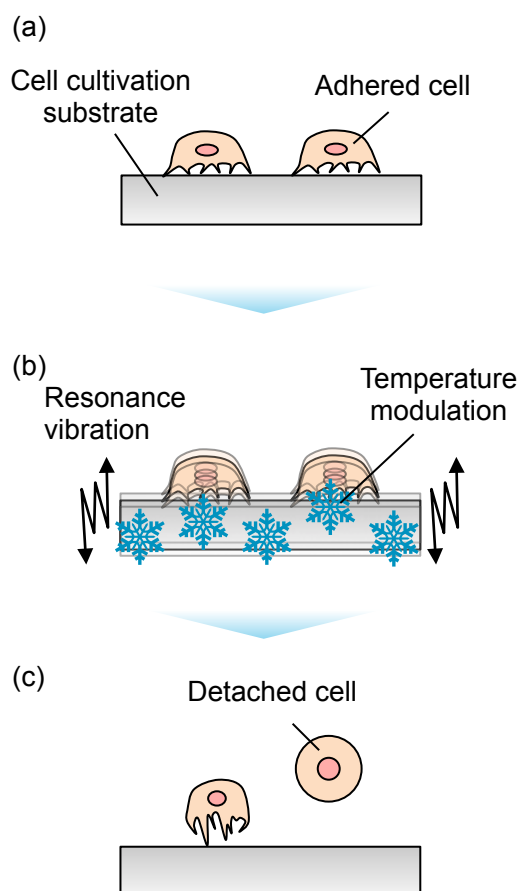 (a)
Cell cultivation
substrate
Adhered cell
(b)
Resonance
vibration
Temperature
modulation
(c)
Detached cell